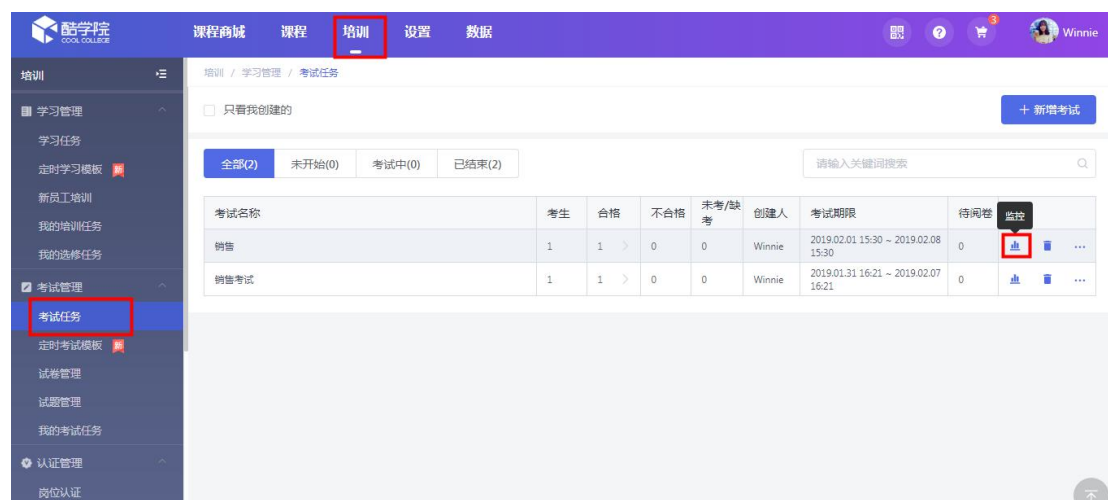 酷学院
COOL COLLEGE
课程商城 课程 培训 设置 数据
3
Winnie
培训
培训 / 学习管理 / 考试任务
学习管理
学习任务
定时学习模板 新
新员工培训
我的培训任务
我的选修任务
考试管理
考试任务
定时考试模板 新
试卷管理
试题管理
我的考试任务
认证管理
岗位认证
只看我创建的
+ 新增考试
全部(2) 未开始(0) 考试中(0) 已结束(2)
请输入关键词搜索
监控
考试名称 考生 合格 不合格 未考/缺考 创建人 考试期限 待阅卷
销售 1 1 > 0 0 Winnie 2019.02.01 15:30 ~ 2019.02.08 15:30 0 ...
销售考试 1 1 > 0 0 Winnie 2019.01.31 16:21 ~ 2019.02.07 16:21 0 ...